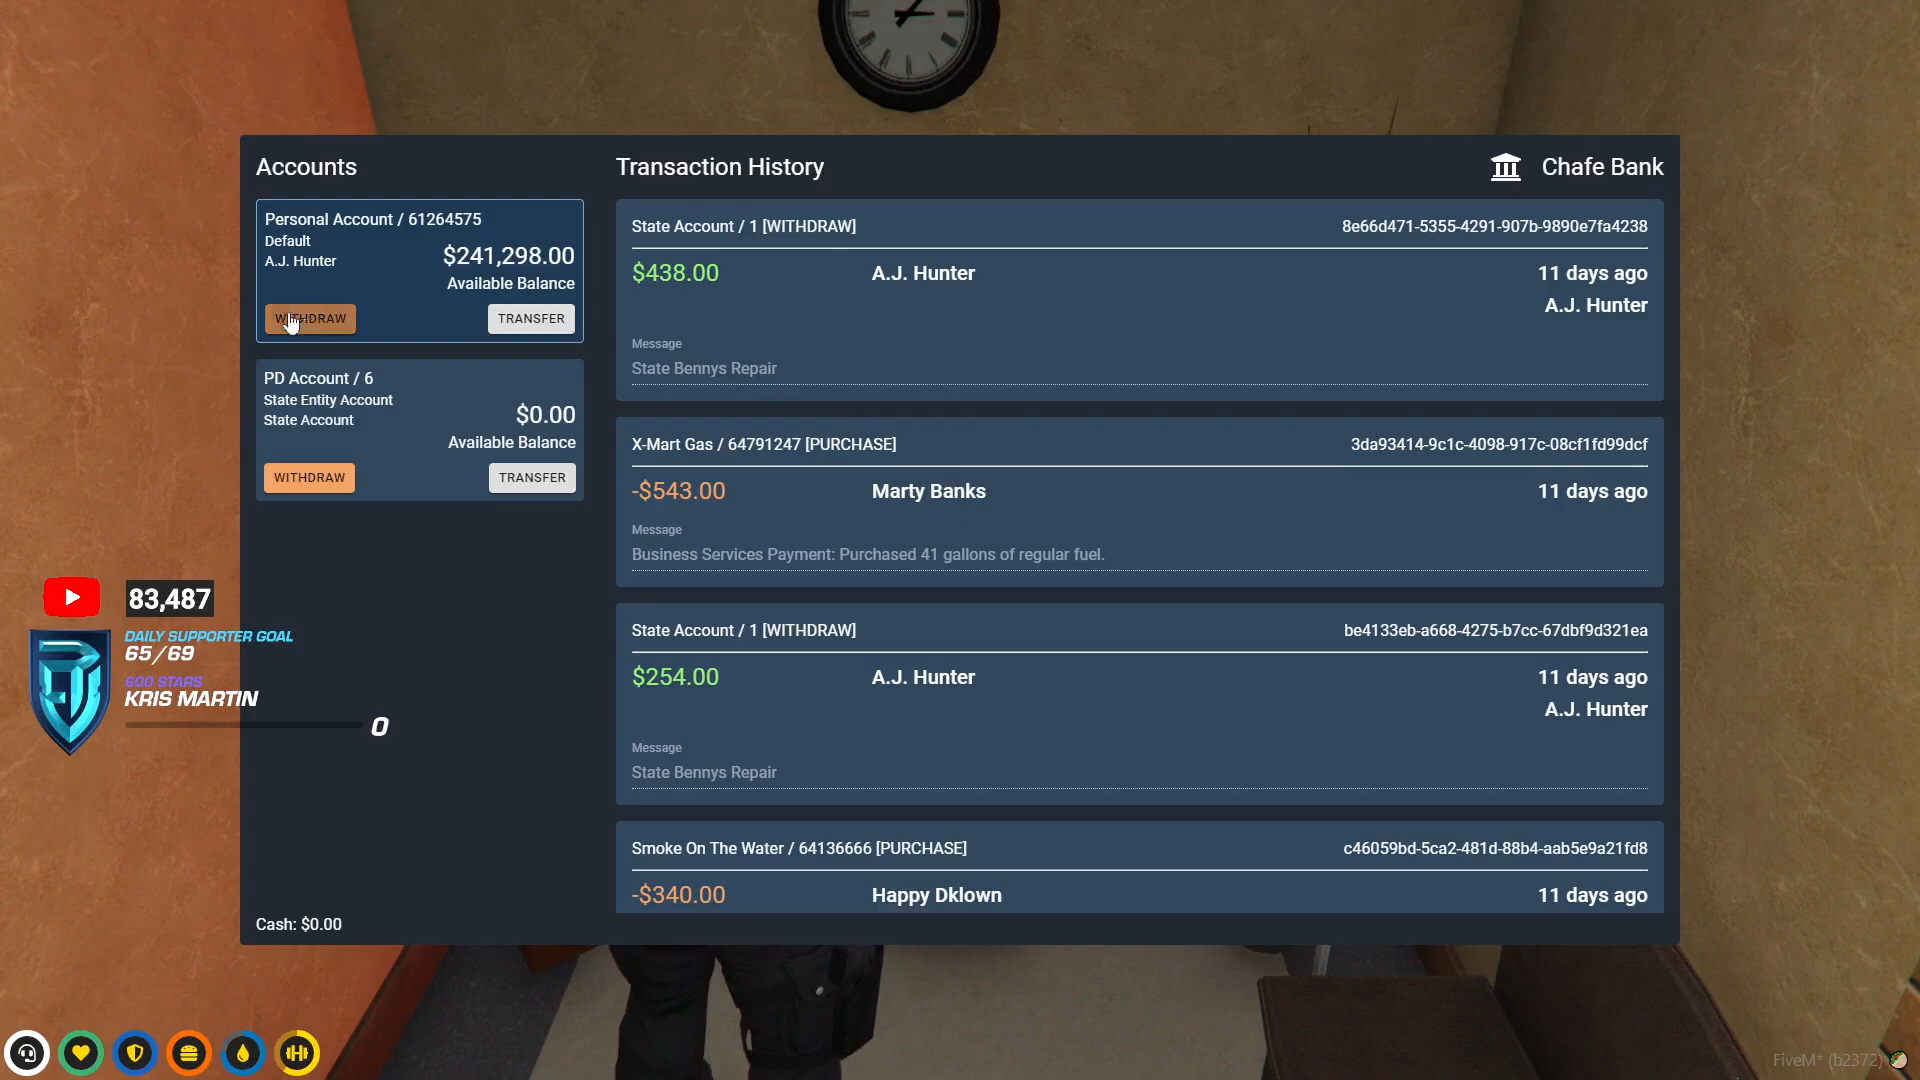 Accounts
Transaction History
Chafe Bank
Personal Account / 61264575
Default
A.J. Hunter
$241,298.00
Available Balance
WITHDRAW
TRANSFER
PD Account / 6
State Entity Account
State Account
$0.00
Available Balance
WITHDRAW
TRANSFER
Cash: $0.00
State Account / 1 [WITHDRAW]
8e66d471-5355-4291-907b-9890e7fa4238
$438.00
A.J. Hunter
11 days ago
A.J. Hunter
Message
State Bennys Repair
X-Mart Gas / 64791247 [PURCHASE]
3da93414-9c1c-4098-917c-08cf1fd99dcf
-$543.00
Marty Banks
11 days ago
Message
Business Services Payment: Purchased 41 gallons of regular fuel.
State Account / 1 [WITHDRAW]
be4133eb-a668-4275-b7cc-67dbf9d321ea
$254.00
A.J. Hunter
11 days ago
A.J. Hunter
Message
State Bennys Repair
Smoke On The Water / 64136666 [PURCHASE]
c46059bd-5ca2-481d-88b4-aab5e9a21fd8
-$340.00
Happy Dklown
11 days ago
83,487
DAILY SUPPORTER GOAL
65/69
600 STARS
KRIS MARTIN
0
FiveM* (b2372)